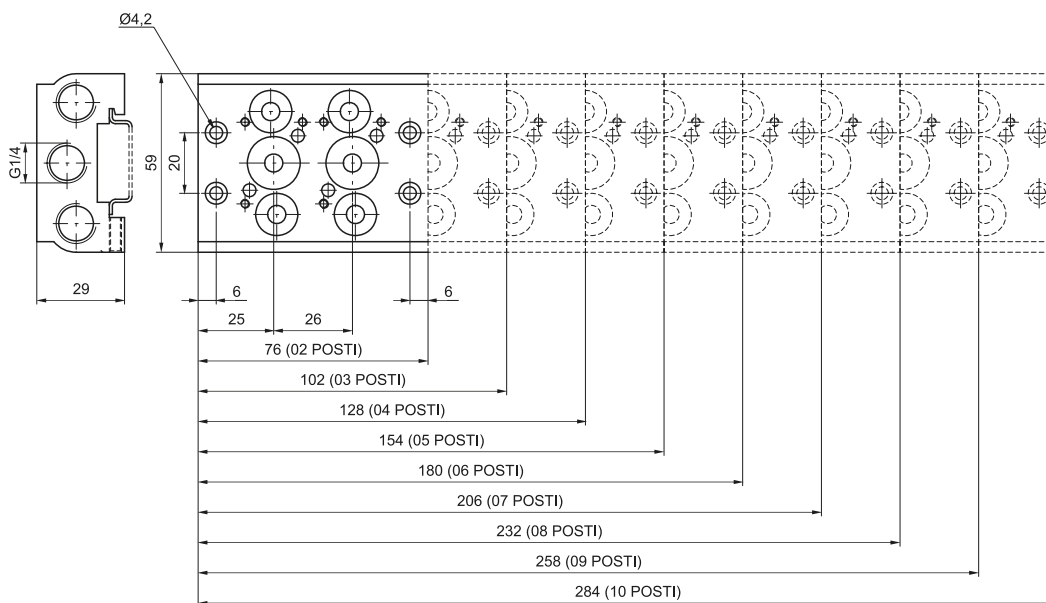 Ø4,2
G1/4
59
20
29
6
6
25
26
76 (02 POSTI)
102 (03 POSTI)
128 (04 POSTI)
154 (05 POSTI)
180 (06 POSTI)
206 (07 POSTI)
232 (08 POSTI)
258 (09 POSTI)
284 (10 POSTI)